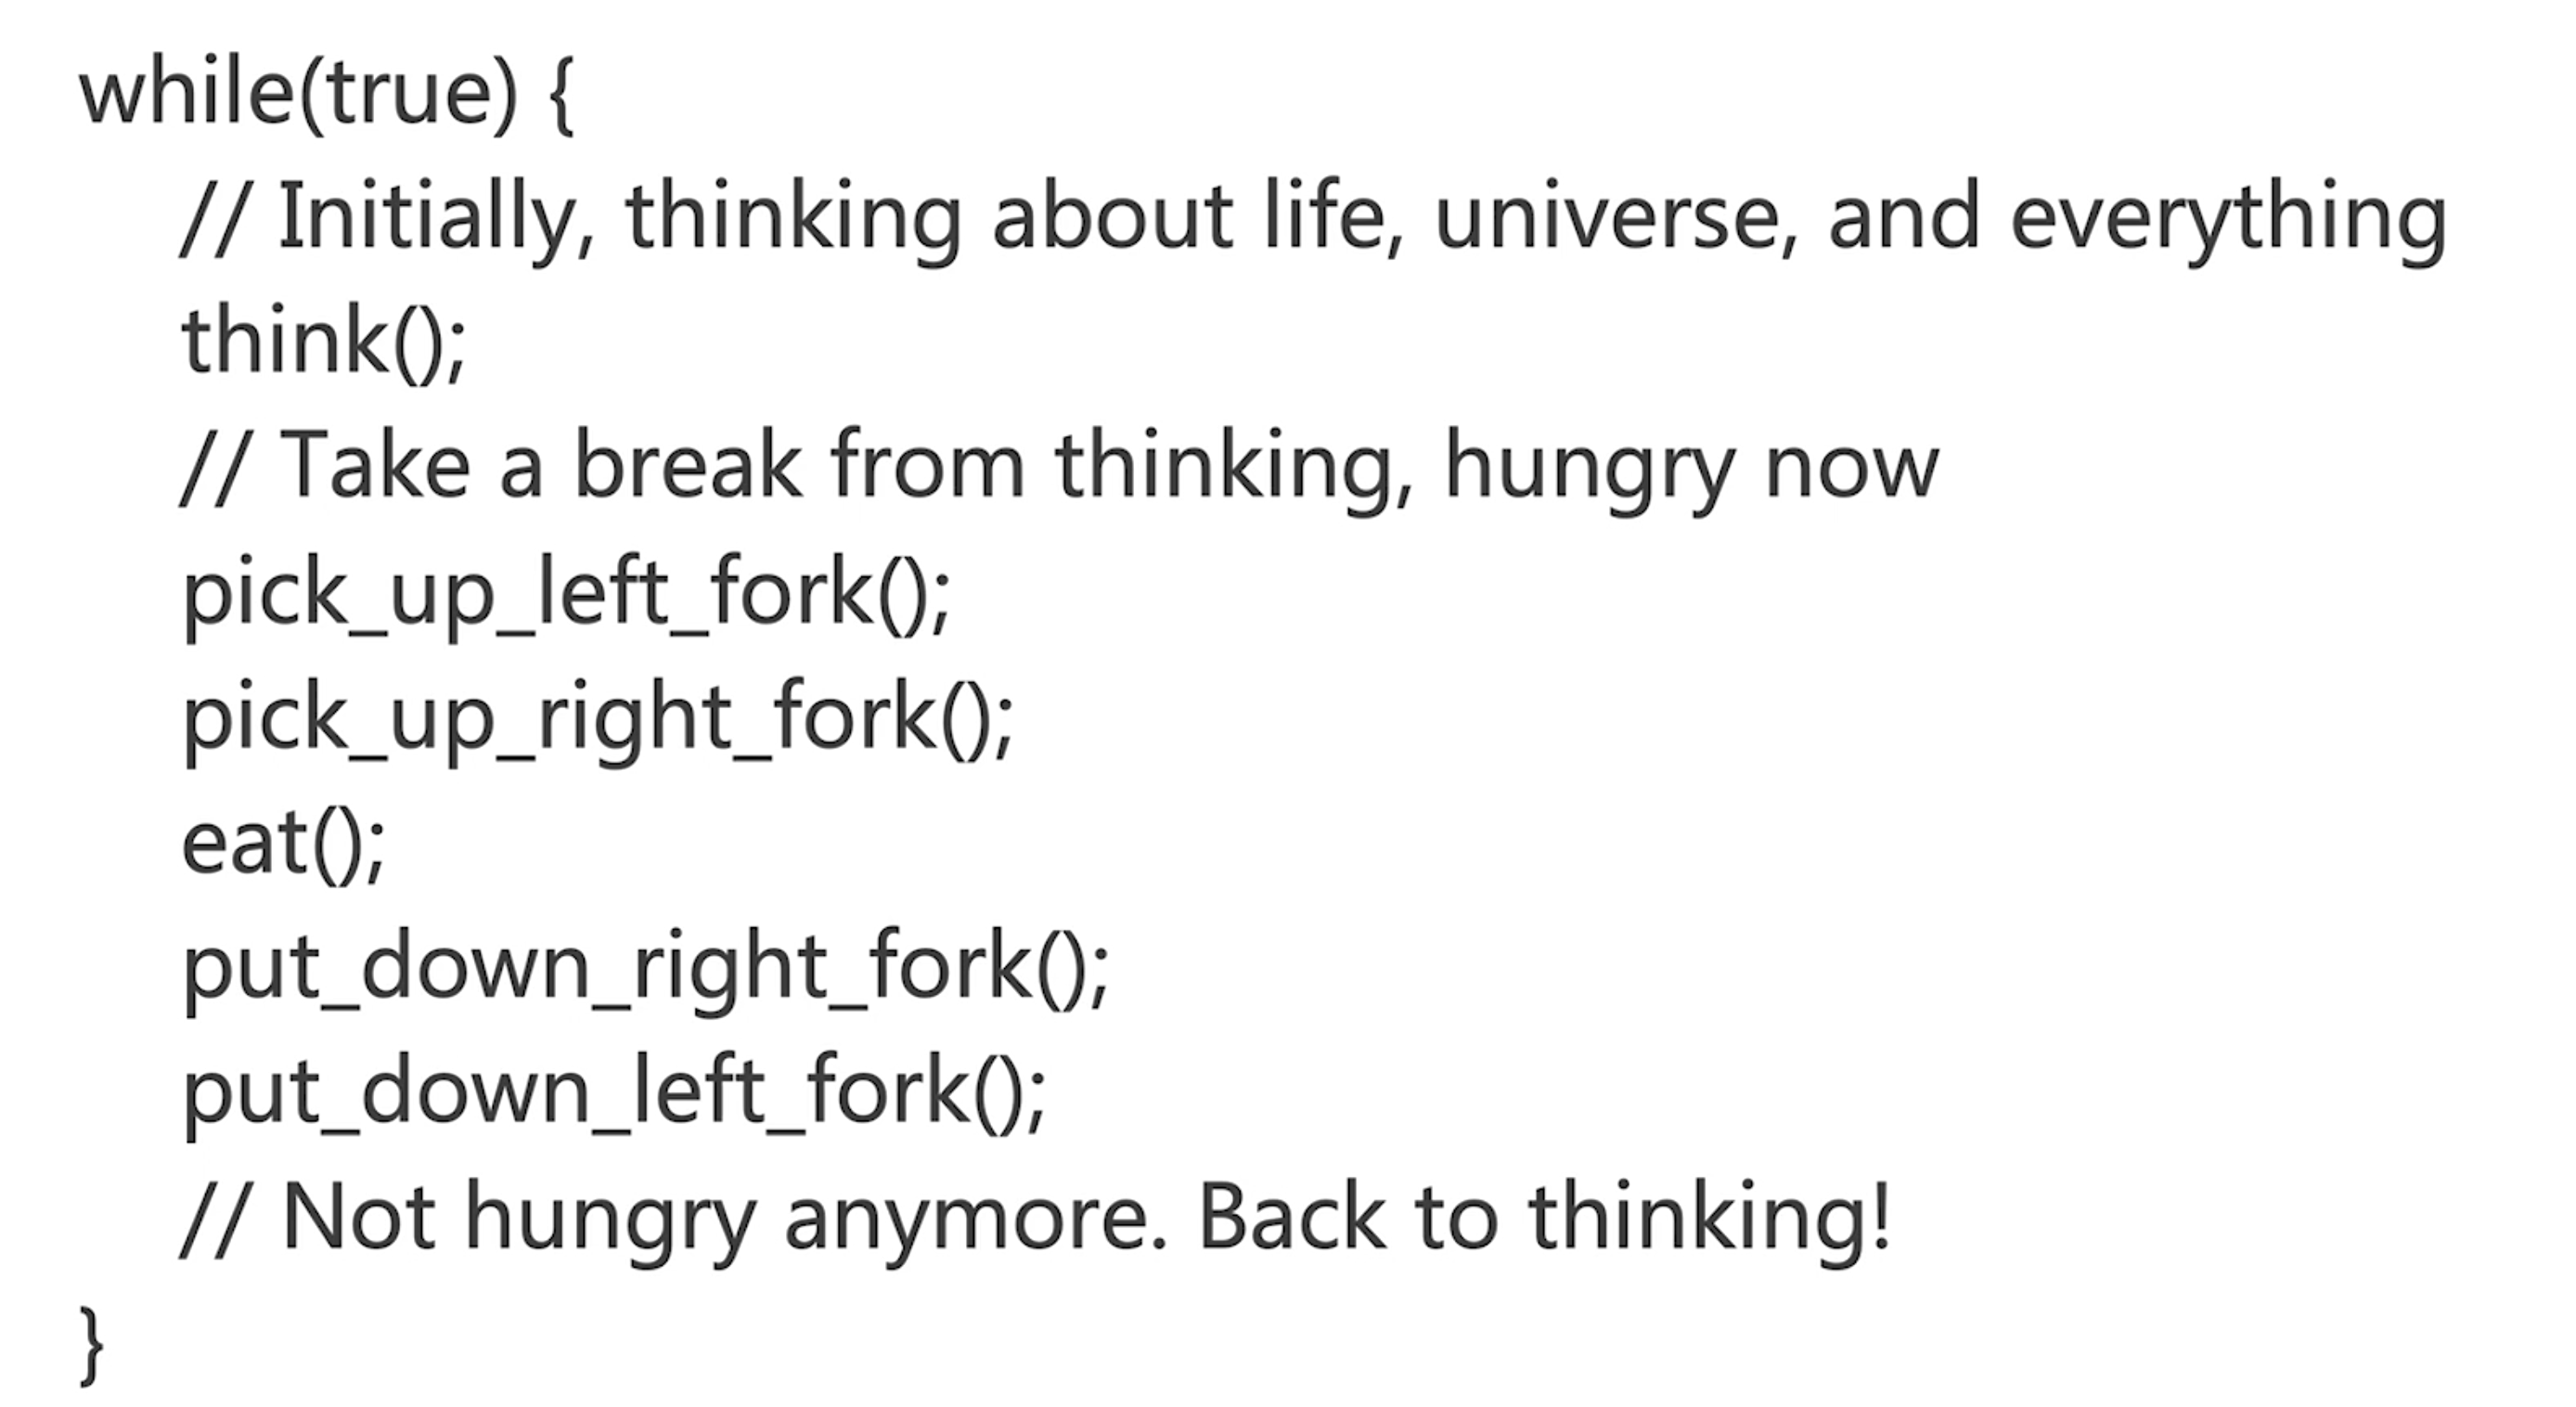 while(true) {
// Initially, thinking about life, universe, and everything
think();
// Take a break from thinking, hungry now
pick_up_left_fork();
pick_up_right_fork();
eat();
put_down_right_fork();
put_down_left_fork();
// Not hungry anymore. Back to thinking!
}